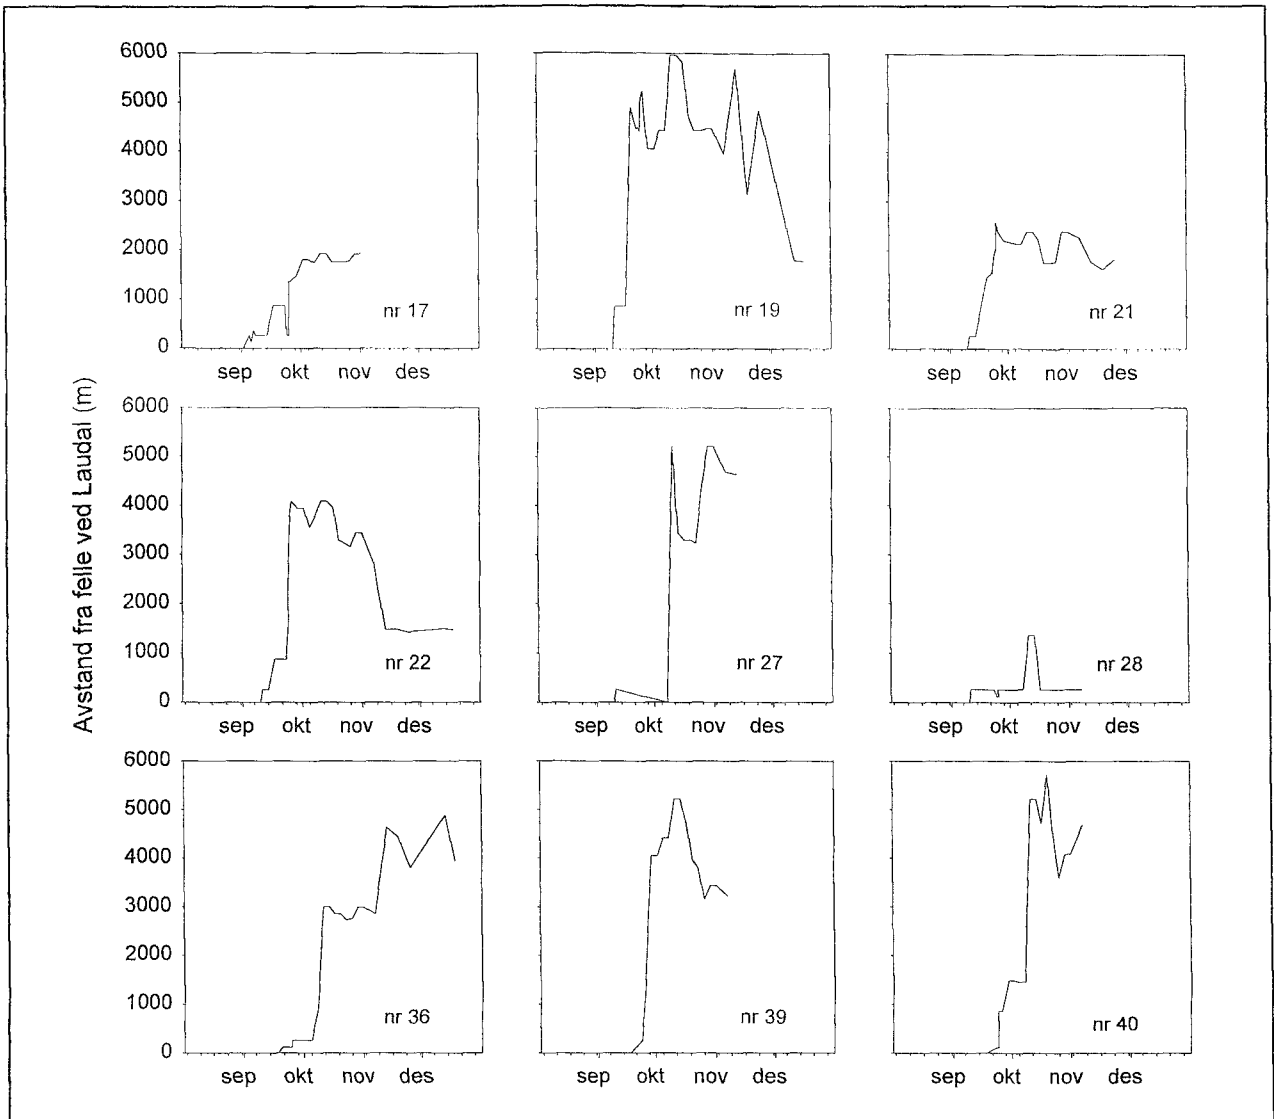 6000
5000
4000
3000
2000
1000
0
nr 17
nr 19
nr 21
sep okt nov des
sep okt nov des
sep okt nov des
Avstand fra felle ved Laudal (m)
6000
5000
4000
3000
2000
1000
0
nr 22
nr 27
nr 28
sep okt nov des
sep okt nov des
sep okt nov des
6000
5000
4000
3000
2000
1000
0
nr 36
nr 39
nr 40
sep okt nov des
sep okt nov des
sep okt nov des